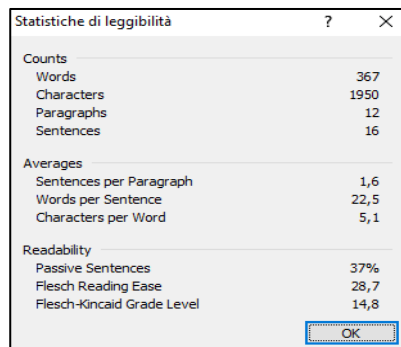 Statistiche di leggibilità ? ×
Counts
Words 367
Characters 1950
Paragraphs 12
Sentences 16
Averages
Sentences per Paragraph 1,6
Words per Sentence 22,5
Characters per Word 5,1
Readability
Passive Sentences 37%
Flesch Reading Ease 28,7
Flesch-Kincaid Grade Level 14,8
OK